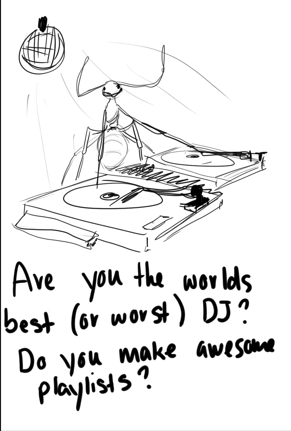 Are you the worlds
best (or worst) DJ?
Do you make awesome
playlists?